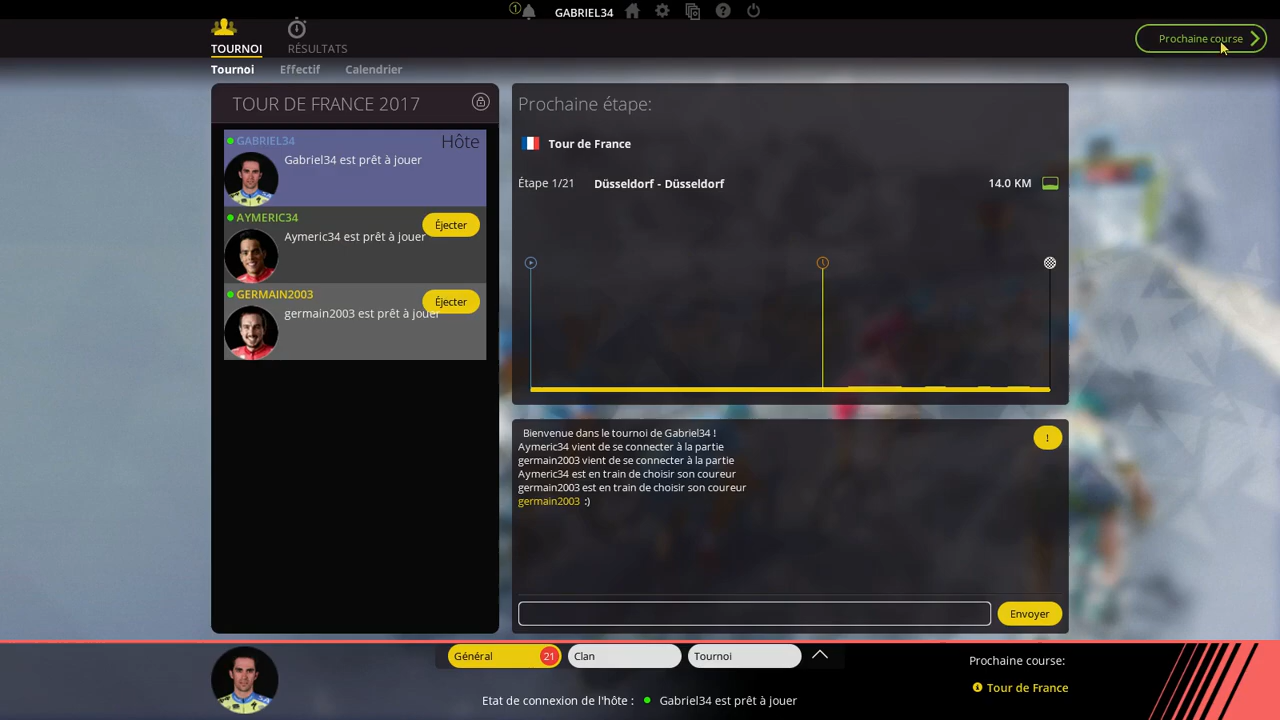 1
GABRIEL34
TOURNOI
RÉSULTATS
Prochaine course
Tournoi
Effectif
Calendrier
TOUR DE FRANCE 2017
GABRIEL34
Hôte
Gabriel34 est prêt à jouer
AYMERIC34
Éjecter
Aymeric34 est prêt à jouer
GERMAIN2003
Éjecter
germain2003 est prêt à jouer
Prochaine étape:
Tour de France
Étape 1/21 Düsseldorf - Düsseldorf 14.0 KM
Bienvenue dans le tournoi de Gabriel34 !
!
Aymeric34 vient de se connecter à la partie
germain2003 vient de se connecter à la partie
Aymeric34 est en train de choisir son coureur
germain2003 est en train de choisir son coureur
germain2003 :)
Envoyer
Général 21
Clan
Tournoi
Etat de connexion de l'hôte : Gabriel34 est prêt à jouer
Prochaine course:
Tour de France